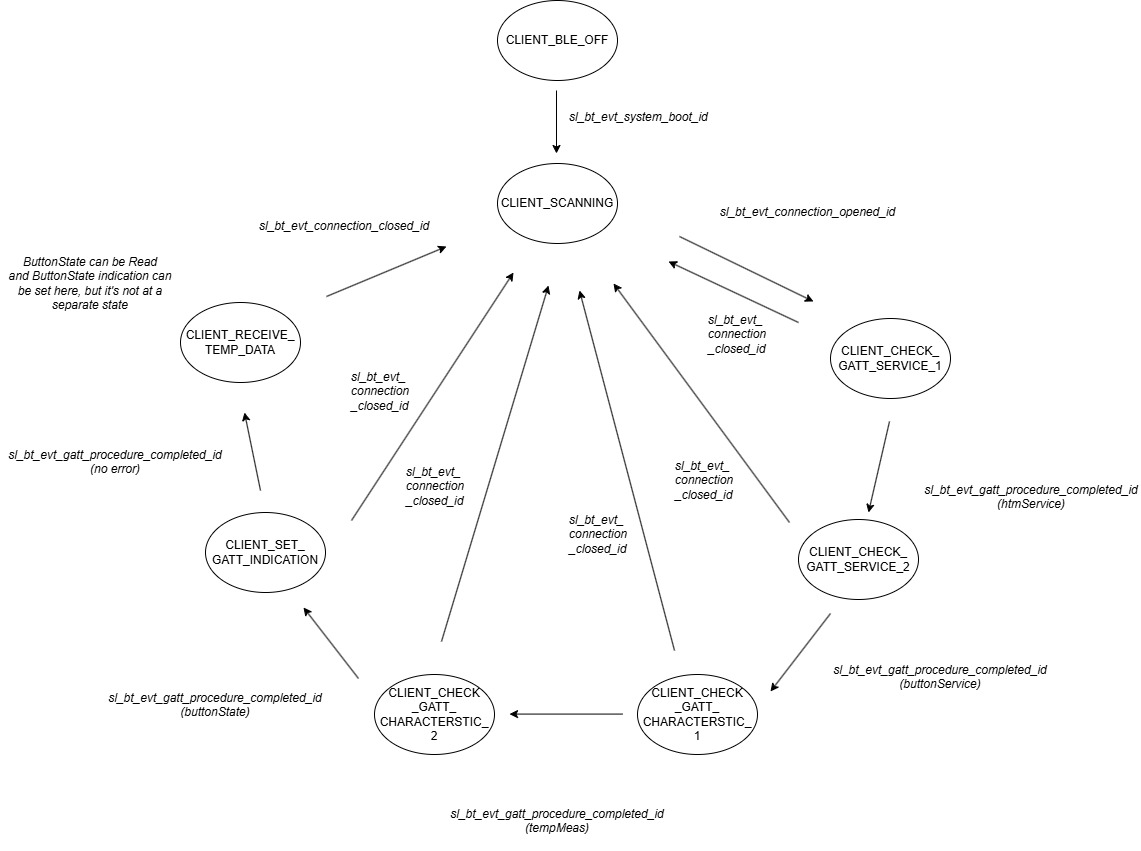 CLIENT_BLE_OFF
sl_bt_evt_system_boot_id
CLIENT_SCANNING
sl_bt_evt_connection_opened_id
sl_bt_evt_connection_closed_id
ButtonState can be Read
and ButtonState indication can
be set here, but it's not at a
separate state
CLIENT_RECEIVE_
TEMP_DATA
sl_bt_evt_
connection
_closed_id
CLIENT_CHECK_
GATT_SERVICE_1
sl_bt_evt_
connection
_closed_id
sl_bt_evt_gatt_procedure_completed_id
(no error)
sl_bt_evt_
connection
_closed_id
sl_bt_evt_
connection
_closed_id
sl_bt_evt_gatt_procedure_completed_id
(htmService)
sl_bt_evt_
connection
_closed_id
CLIENT_SET_
GATT_INDICATION
CLIENT_CHECK_
GATT_SERVICE_2
sl_bt_evt_gatt_procedure_completed_id
(buttonService)
sl_bt_evt_gatt_procedure_completed_id
(buttonState)
CLIENT_CHECK
_GATT_
CHARACTERSTIC_
2
CLIENT_CHECK
_GATT_
CHARACTERSTIC_
1
sl_bt_evt_gatt_procedure_completed_id
(tempMeas)